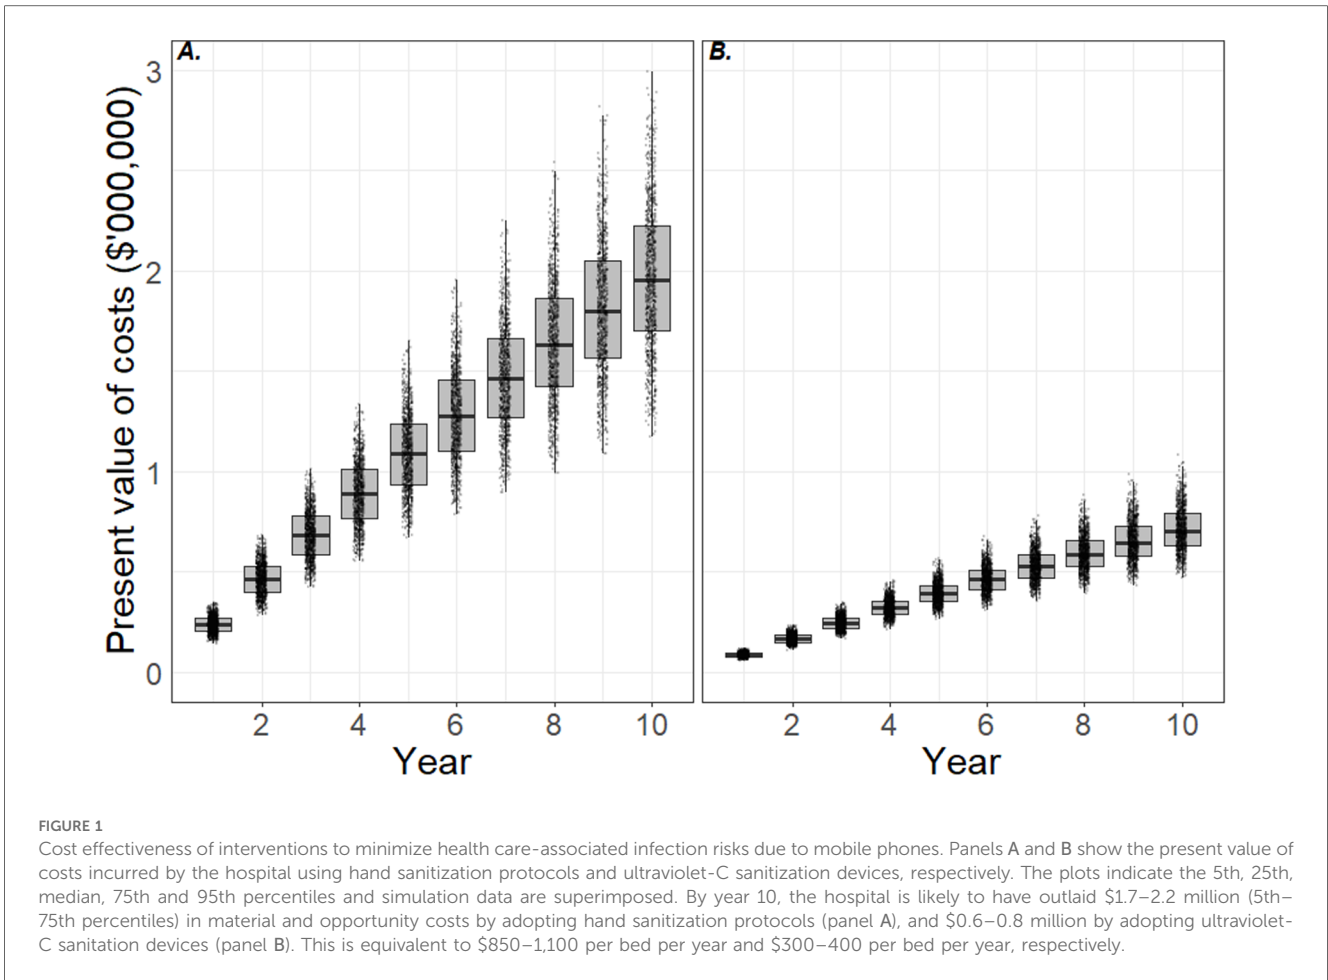 A.
B.
Present value of costs ($'000,000)
3
2
1
0
2 4 6 8 10
2 4 6 8 10
Year
Year
FIGURE 1
Cost effectiveness of interventions to minimize health care-associated infection risks due to mobile phones. Panels A and B show the present value of
costs incurred by the hospital using hand sanitization protocols and ultraviolet-C sanitization devices, respectively. The plots indicate the 5th, 25th,
median, 75th and 95th percentiles and simulation data are superimposed. By year 10, the hospital is likely to have outlaid $1.7–2.2 million (5th–
75th percentiles) in material and opportunity costs by adopting hand sanitization protocols (panel A), and $0.6–0.8 million by adopting ultraviolet-
C sanitation devices (panel B). This is equivalent to $850–1,100 per bed per year and $300–400 per bed per year, respectively.